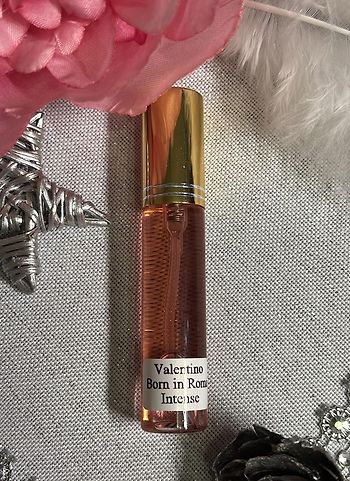 Valentino
Born in Roma
Intense